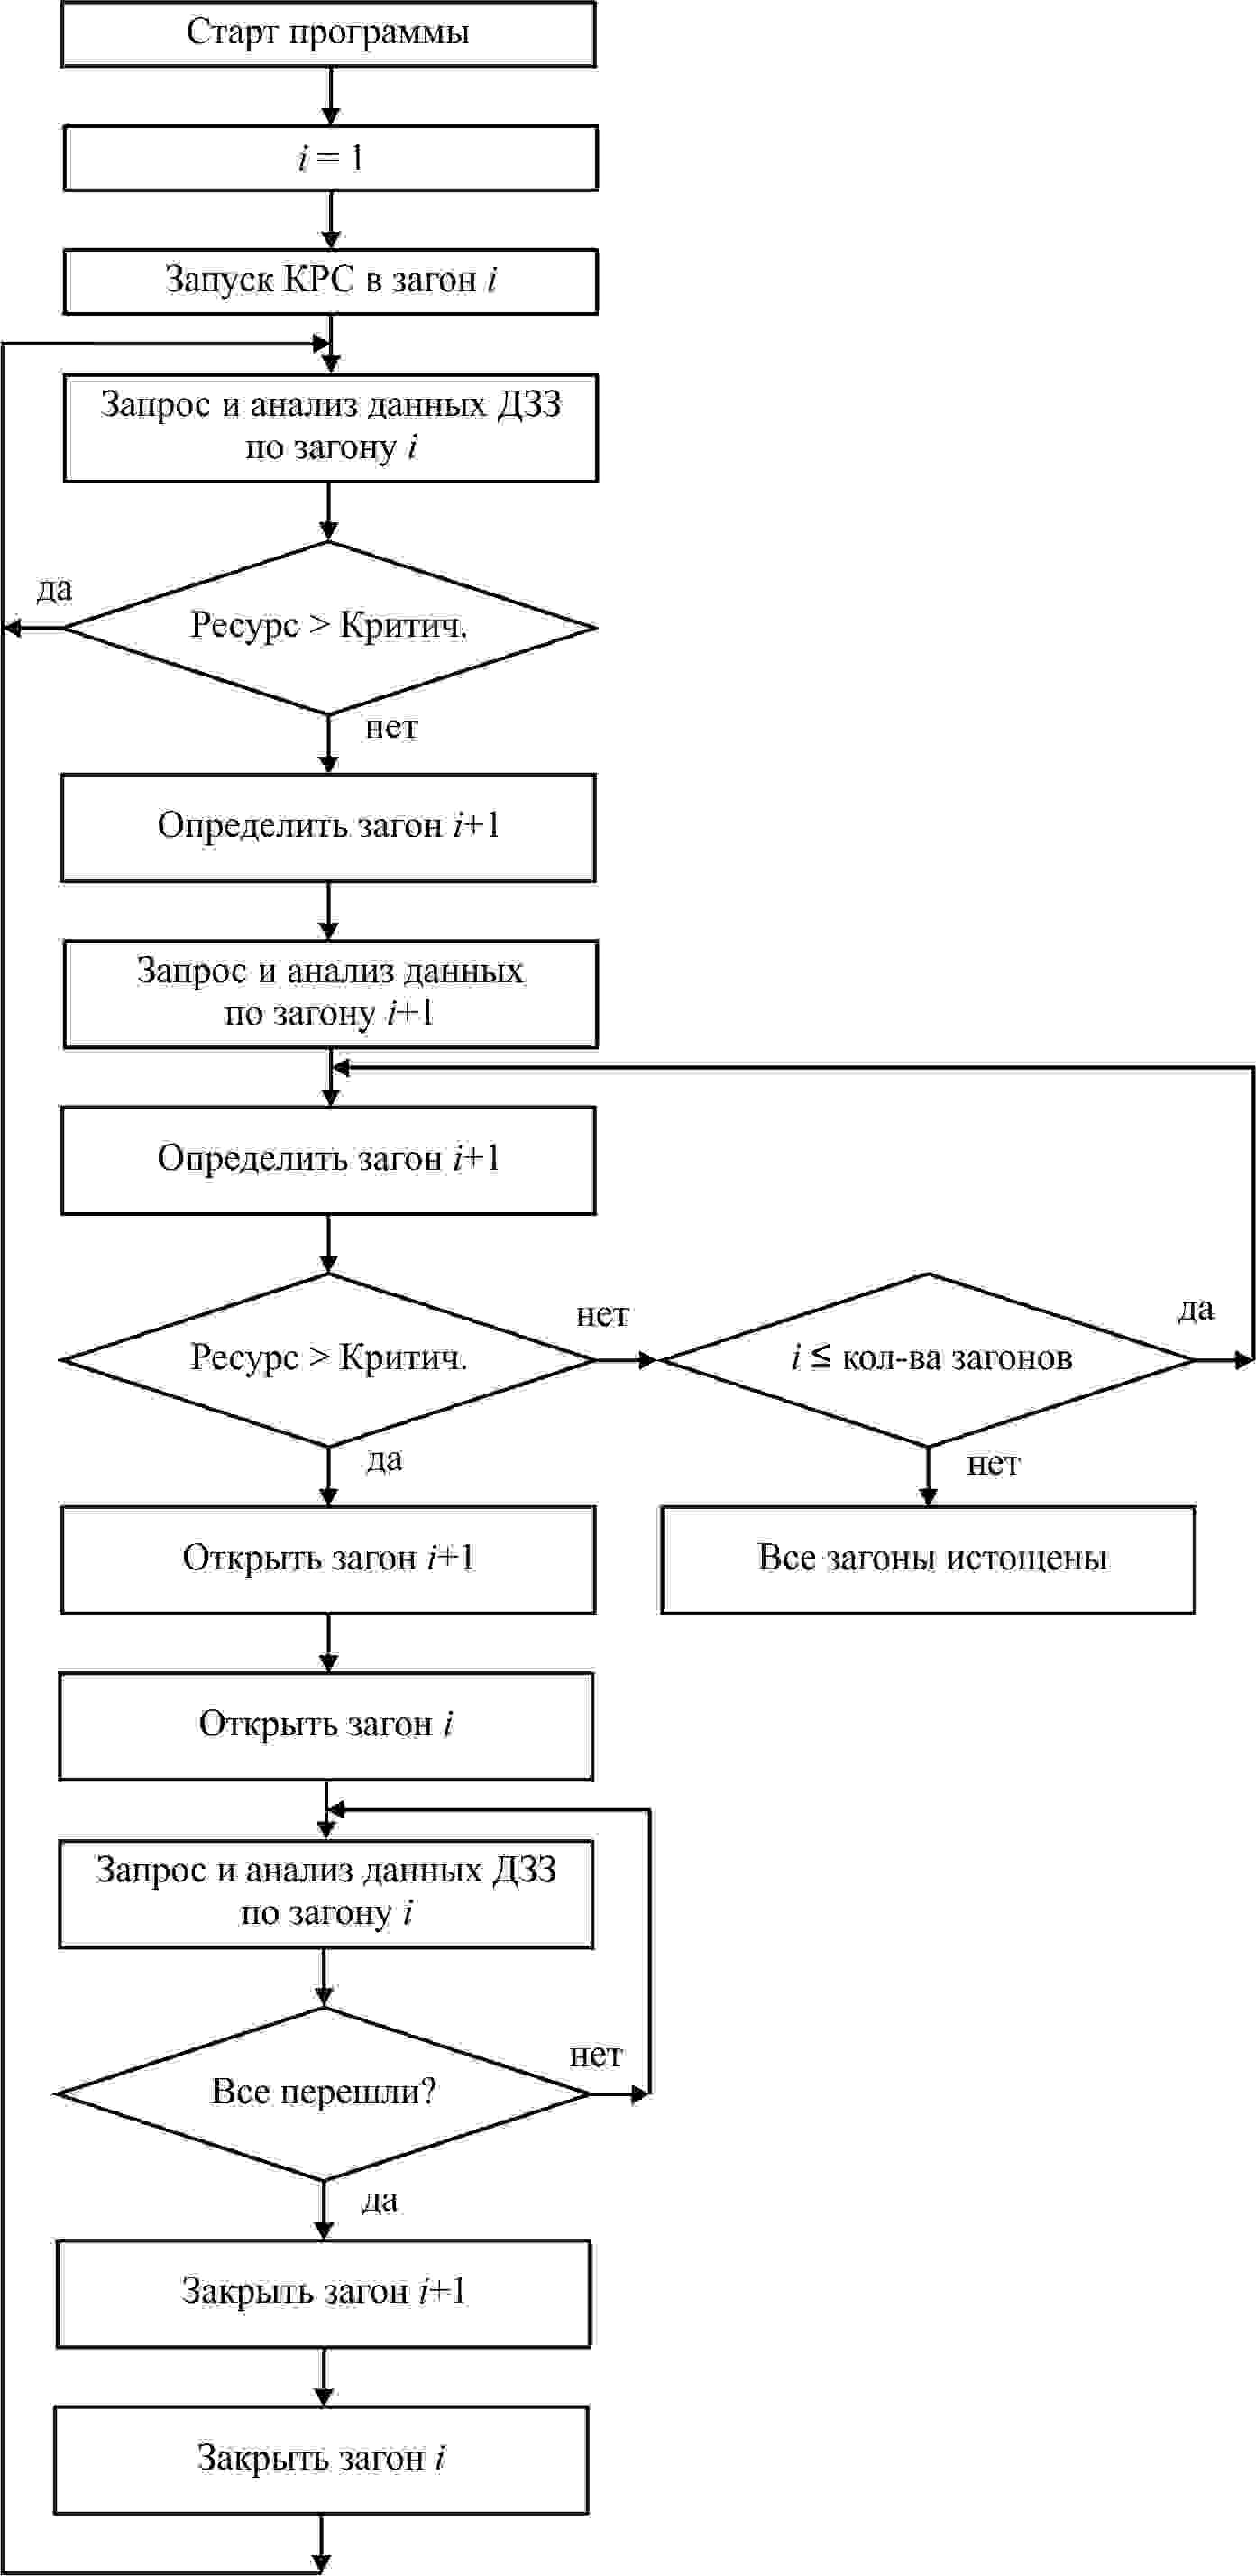 Старт программы
i = 1
Запуск КРС в загон i
Запрос и анализ данных ДЗЗ
по загону i
да
Ресурс > Критич.
нет
Определить загон i+1
Запрос и анализ данных
по загону i+1
Определить загон i+1
Ресурс > Критич.
нет
i ≤ кол-ва загонов
да
да
нет
Открыть загон i+1
Все загоны истощены
Открыть загон i
Запрос и анализ данных ДЗЗ
по загону i
Все перешли?
нет
да
Закрыть загон i+1
Закрыть загон i